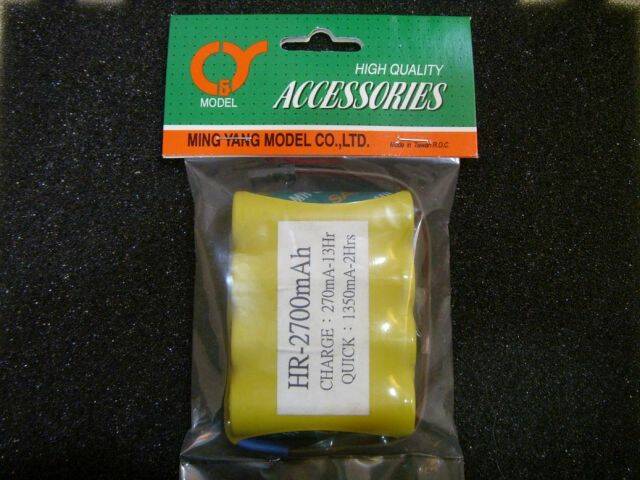 C&Y
MODEL
HIGH QUALITY
ACCESSORIES
MING YANG MODEL CO.,LTD.
Made in Taiwan R.O.C.
HR-2700mAh
CHARGE : 270mA-13Hr
QUICK : 1350mA-2Hrs